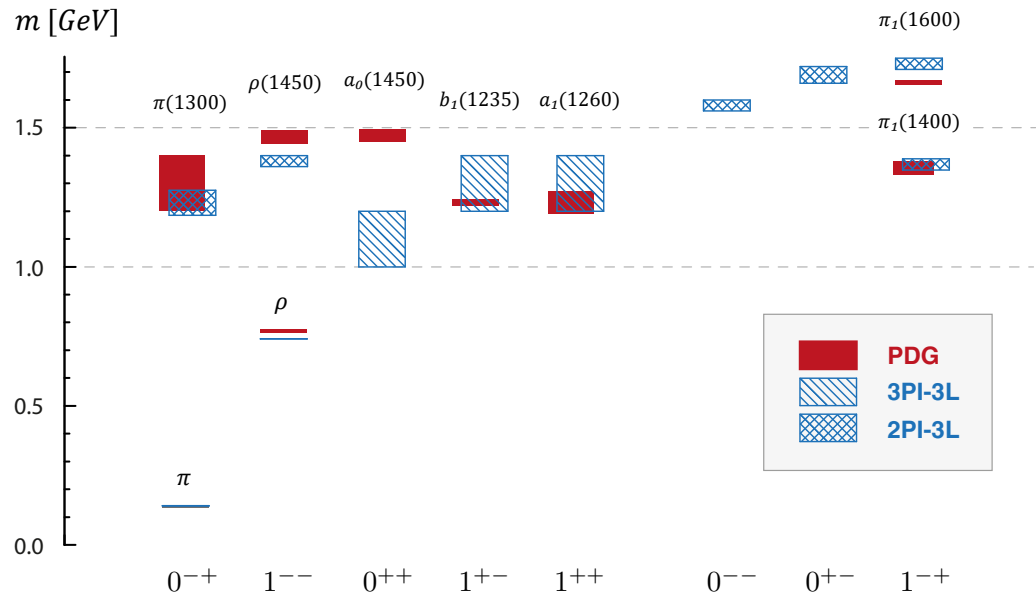 m [GeV]
π₁(1600)
ρ(1450) a₀(1450)
π(1300) b₁(1235) a₁(1260)
1.5 π₁(1400)
1.0
ρ
PDG
3PI-3L
2PI-3L
0.5
π
0.0
0⁻⁺ 1⁻⁻ 0⁺⁺ 1⁺⁻ 1⁺⁺ 0⁻⁻ 0⁺⁻ 1⁻⁺